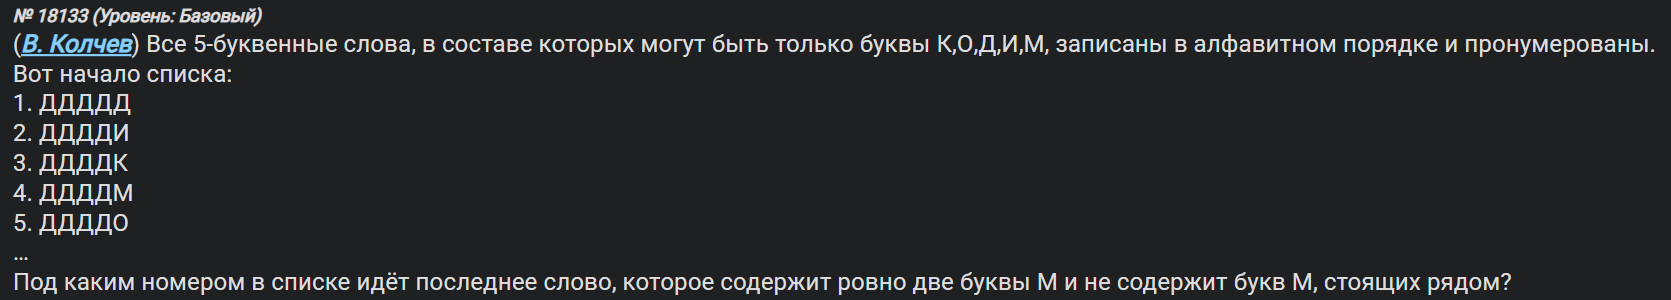 № 18133 (Уровень: Базовый)
(В. Колчев) Все 5-буквенные слова, в составе которых могут быть только буквы К,О,Д,И,М, записаны в алфавитном порядке и пронумерованы.
Вот начало списка:
1. ДДДДД
2. ДДДДИ
3. ДДДДК
4. ДДДДМ
5. ДДДДО
...
Под каким номером в списке идёт последнее слово, которое содержит ровно две буквы М и не содержит букв М, стоящих рядом?